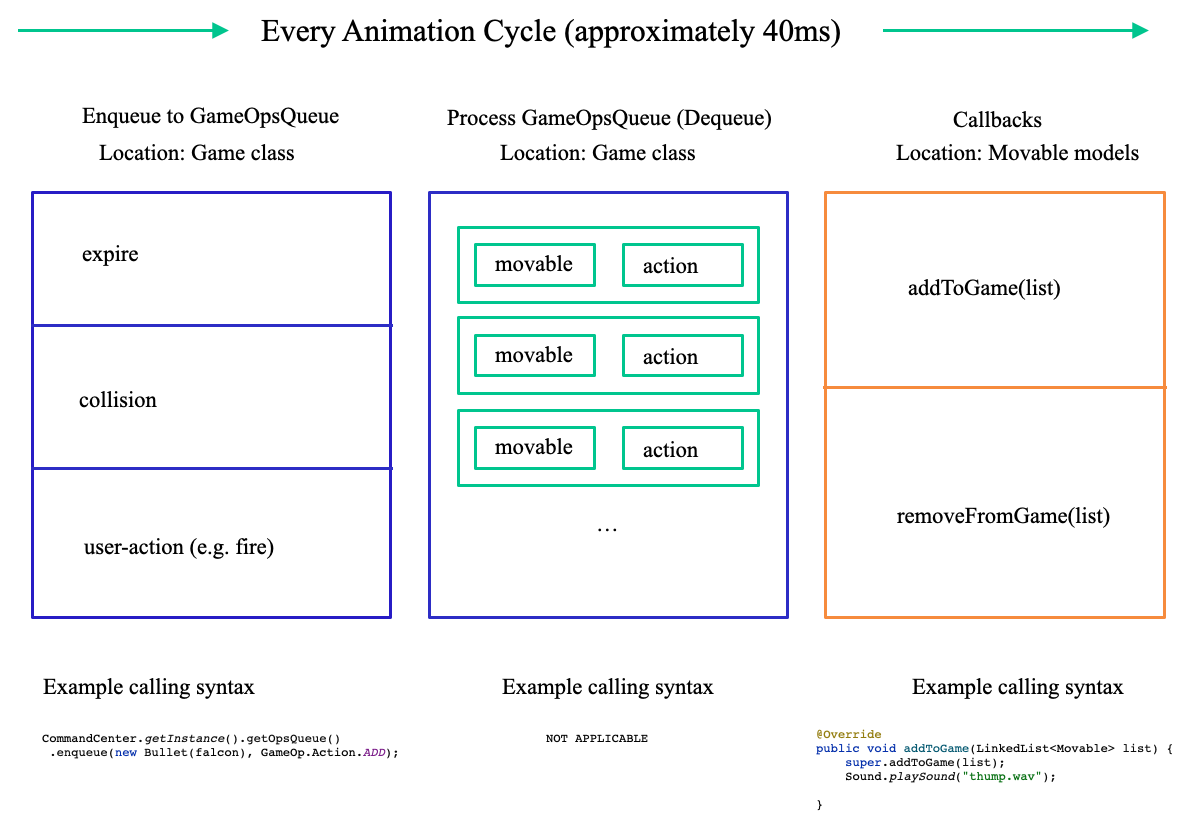 Every Animation Cycle (approximately 40ms)
Enqueue to GameOpsQueue
Location: Game class
expire
collision
user-action (e.g. fire)
Example calling syntax
CommandCenter.getInstance().getOpsQueue()
.enqueue(new Bullet(falcon), GameOp.Action.ADD);
Process GameOpsQueue (Dequeue)
Location: Game class
movable action
movable action
movable action
...
Example calling syntax
NOT APPLICABLE
Callbacks
Location: Movable models
addToGame(list)
removeFromGame(list)
Example calling syntax
@Override
public void addToGame(LinkedList<Movable> list) {
super.addToGame(list);
Sound.playSound("thump.wav");
}